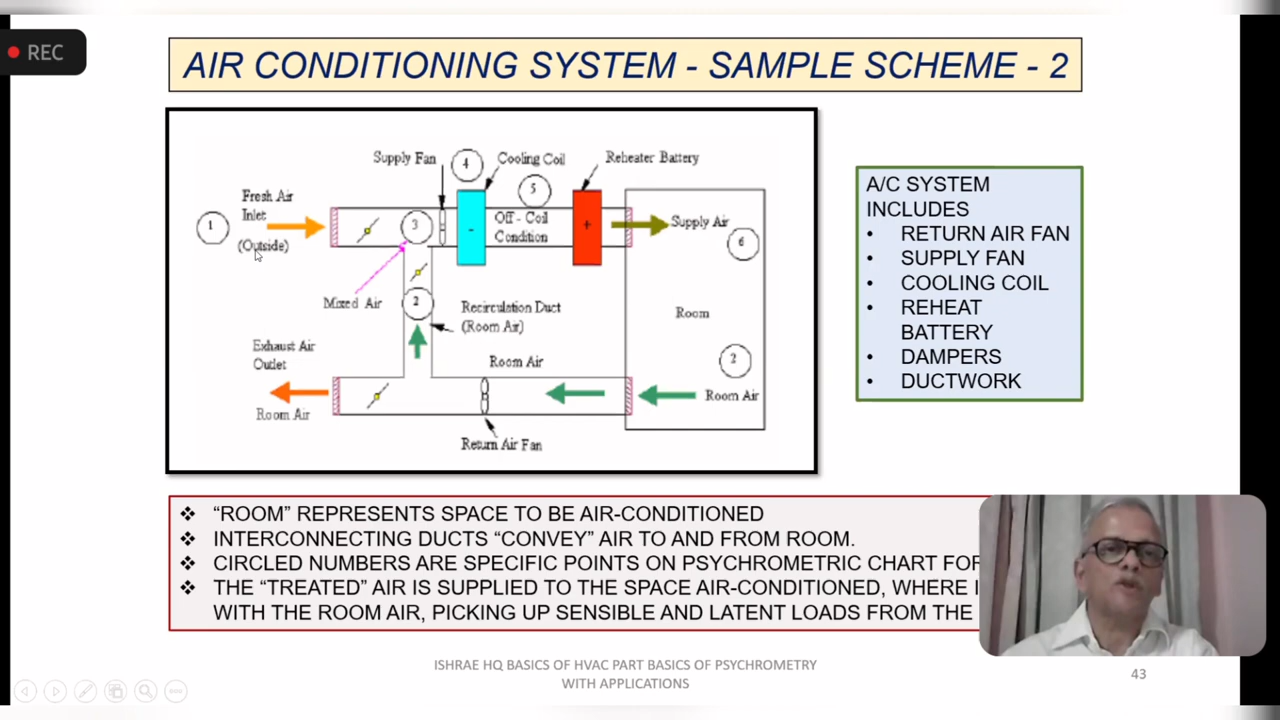 REC
AIR CONDITIONING SYSTEM - SAMPLE SCHEME - 2
Supply Fan
4
Cooling Coil
Reheater Battery
5
Fresh Air
Inlet
(Outside)
1
3
-
Off - Coil
Condition
+
Supply Air
6
Mixed Air
2
Recirculation Duct
(Room Air)
Room
Exhaust Air
Outlet
Room Air
Room Air
2
Room Air
Return Air Fan
A/C SYSTEM
INCLUDES
• RETURN AIR FAN
• SUPPLY FAN
• COOLING COIL
• REHEAT
BATTERY
• DAMPERS
• DUCTWORK
❖ “ROOM” REPRESENTS SPACE TO BE AIR-CONDITIONED
❖ INTERCONNECTING DUCTS “CONVEY” AIR TO AND FROM ROOM.
❖ CIRCLED NUMBERS ARE SPECIFIC POINTS ON PSYCHROMETRIC CHART FOR
❖ THE “TREATED” AIR IS SUPPLIED TO THE SPACE AIR-CONDITIONED, WHERE
WITH THE ROOM AIR, PICKING UP SENSIBLE AND LATENT LOADS FROM THE
ISHRAE HQ BASICS OF HVAC PART BASICS OF PSYCHROMETRY
WITH APPLICATIONS
43